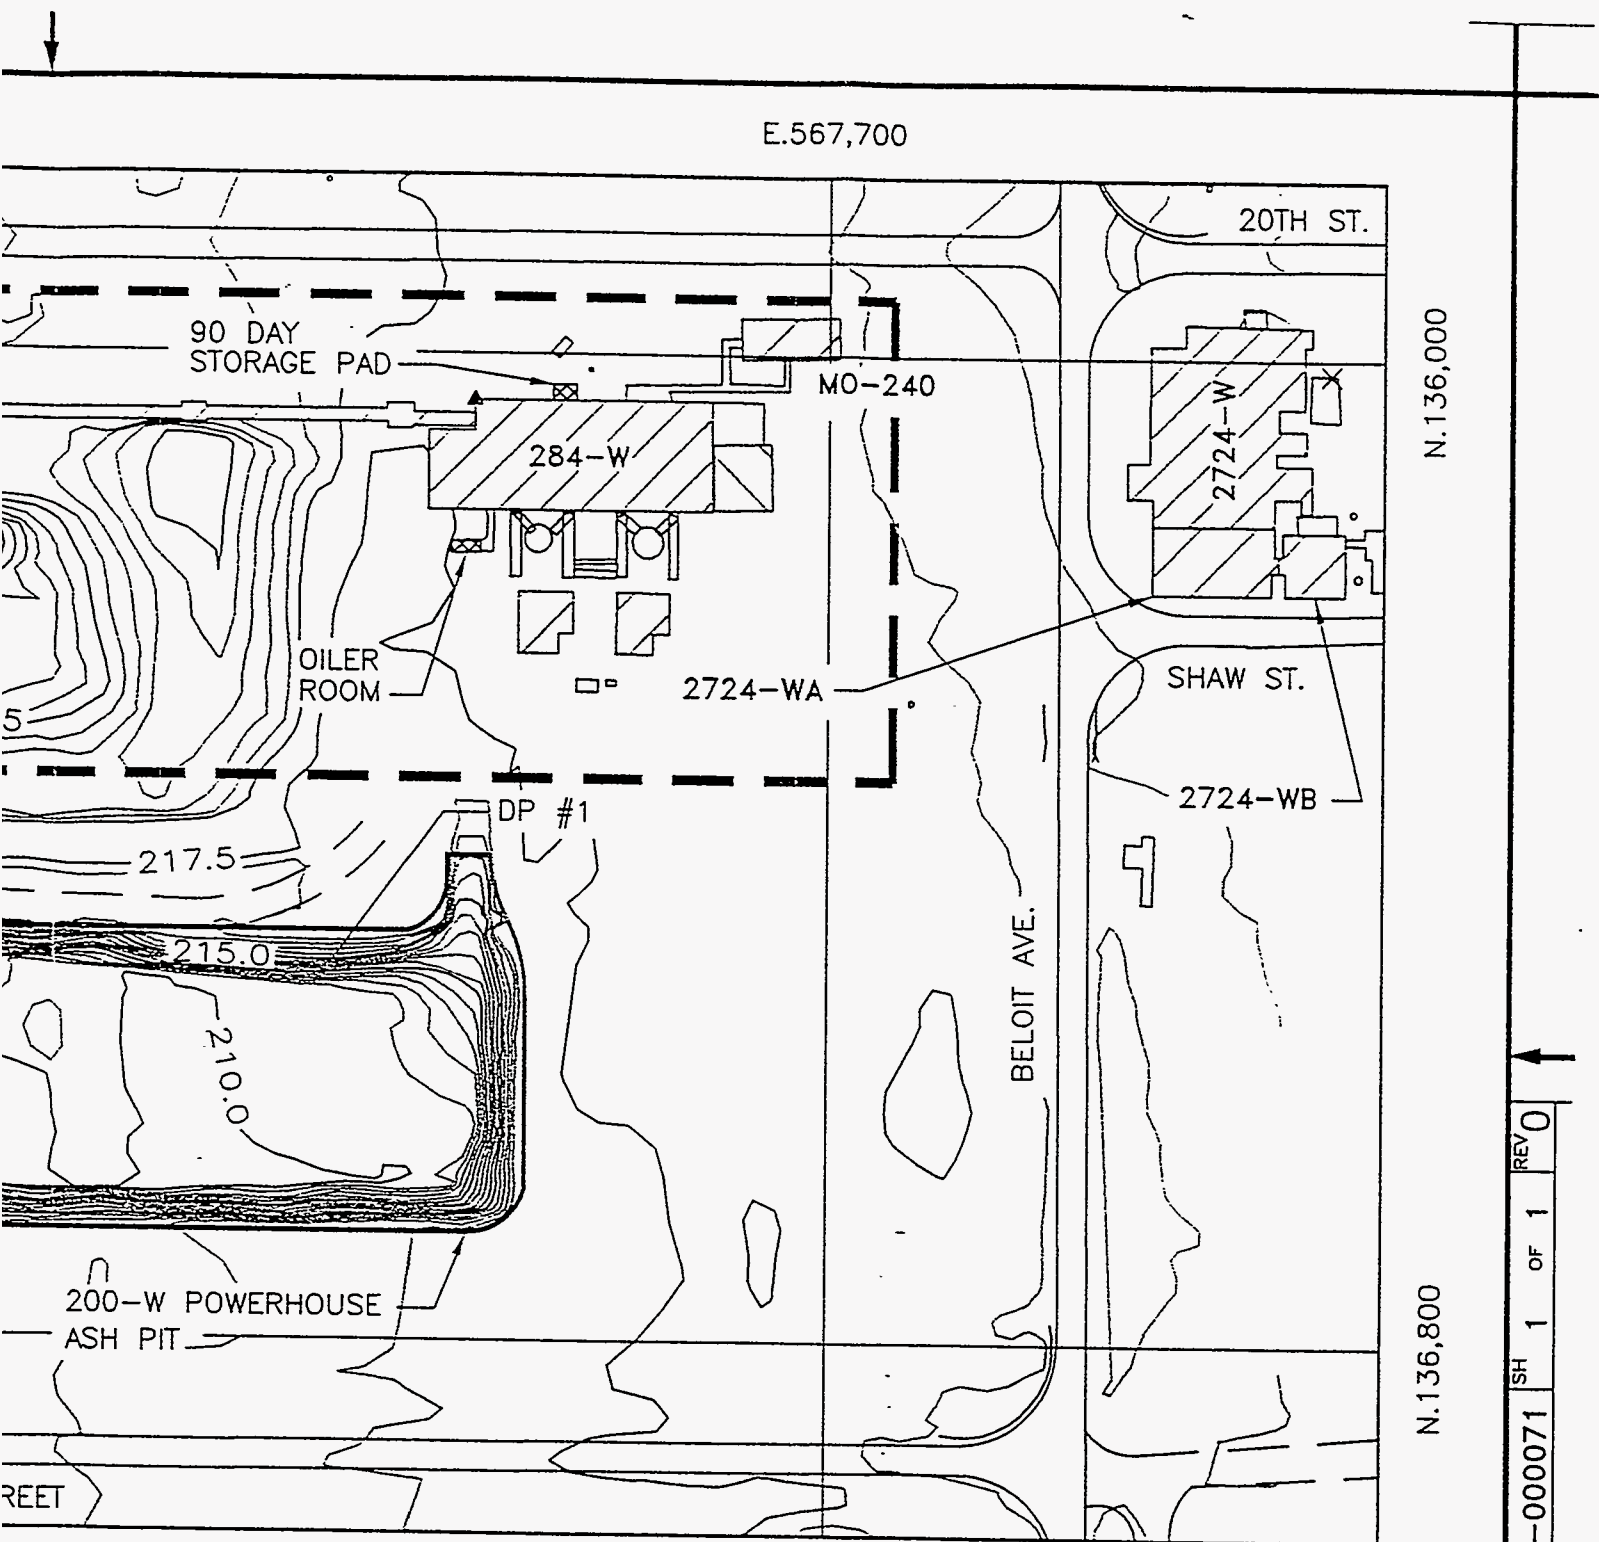 E.567,700
20TH ST.
N.136,000
90 DAY
STORAGE PAD
MO-240
2724-W
284-W
OILER
ROOM
2724-WA
SHAW ST.
5
2724-WB
DP #1
217.5
215.0
BELOIT AVE.
210.0
REV 0
200-W POWERHOUSE
ASH PIT
N.136,800
SH 1 OF 1
-000071
REET